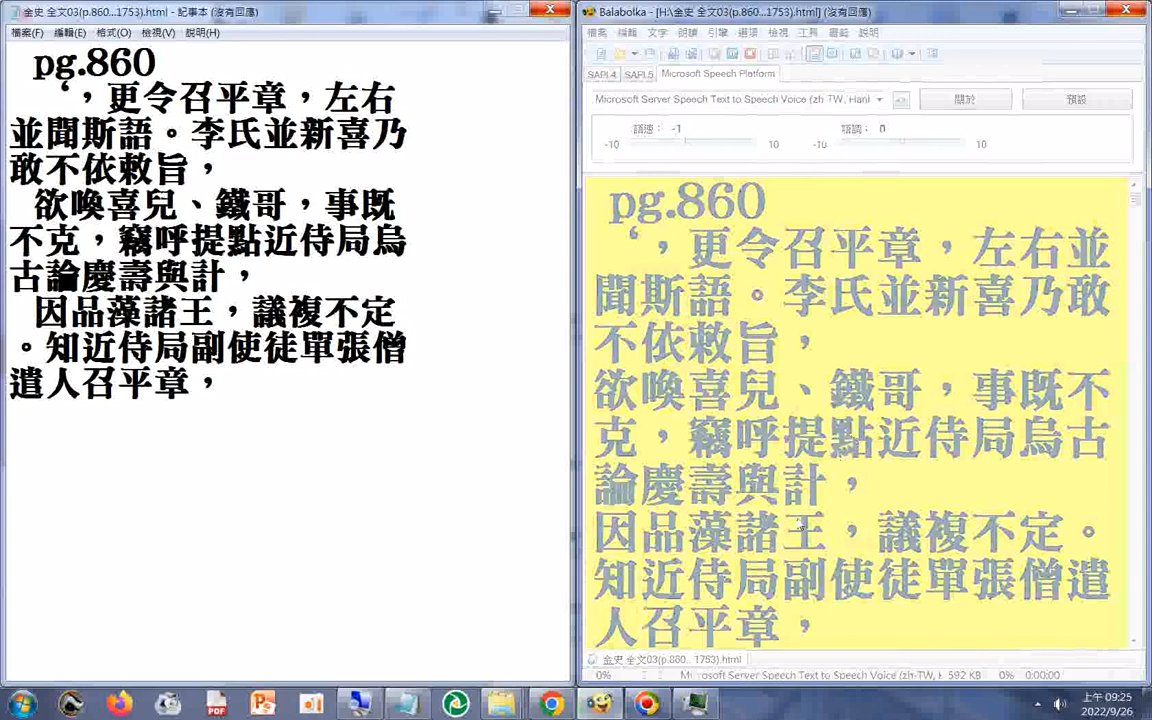 金史 全文03(p.860...1753).html - 記事本 (沒有回應)
檔案(F) 編輯(E) 格式(O) 檢視(V) 說明(H)
pg.860
‘，更令召平章，左右
並聞斯語。李氏並新喜乃
敢不依敕旨，
欲喚喜兒、鐵哥，事既
不克，竊呼提點近侍局烏
古論慶壽與計，
因品藻諸王，議複不定
。知近侍局副使徒單張僧
遣人召平章，
Balabolka - [H:\金史 全文03(p.860...1753).html] (沒有回應)
檔案 編輯 文字 朗讀 引擎 選項 檢視 工具 書籤 說明
SAPI 4 SAPI 5 Microsoft Speech Platform
Microsoft Server Speech Text to Speech Voice (zh-TW, Hanl
關於 預設
語速： -1 語調： 0
-10 10 -10 10
pg.860
‘，更令召平章，左右並
聞斯語。李氏並新喜乃敢
不依敕旨，
欲喚喜兒、鐵哥，事既不
克，竊呼提點近侍局烏古
論慶壽與計，
因品藻諸王，議複不定。
知近侍局副使徒單張僧遣
人召平章，
金史 全文03(p.860...1753).html
0% Microsoft Server Speech Text to Speech Voice (zh-TW, H 592 KB 0% 0:00:00
PDF
上午 09:25
2022/9/26